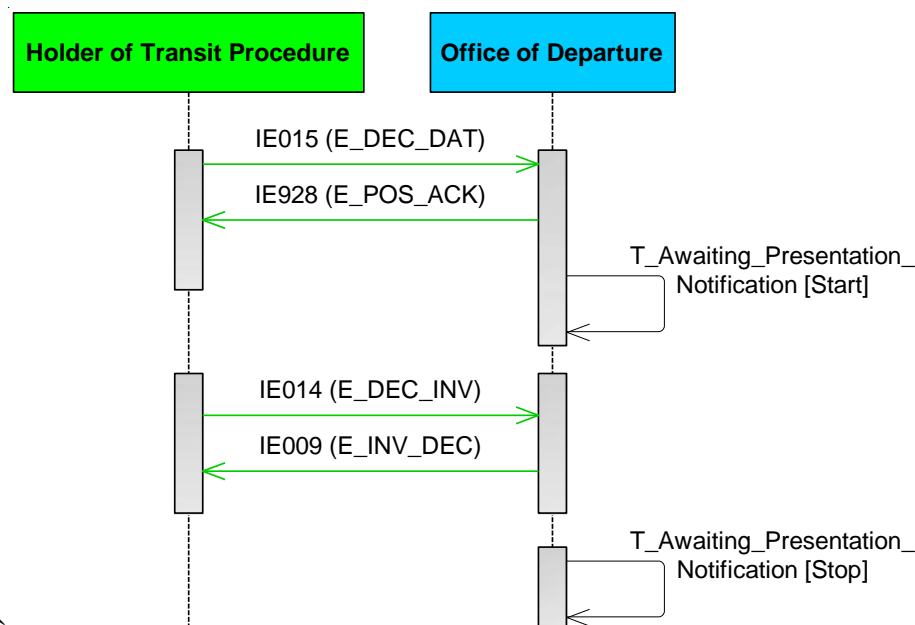 Holder of Transit Procedure
Office of Departure
IE015 (E_DEC_DAT)
IE928 (E_POS_ACK)
T_Awaiting_Presentation_
Notification [Start]
IE014 (E_DEC_INV)
IE009 (E_INV_DEC)
T_Awaiting_Presentation_
Notification [Stop]